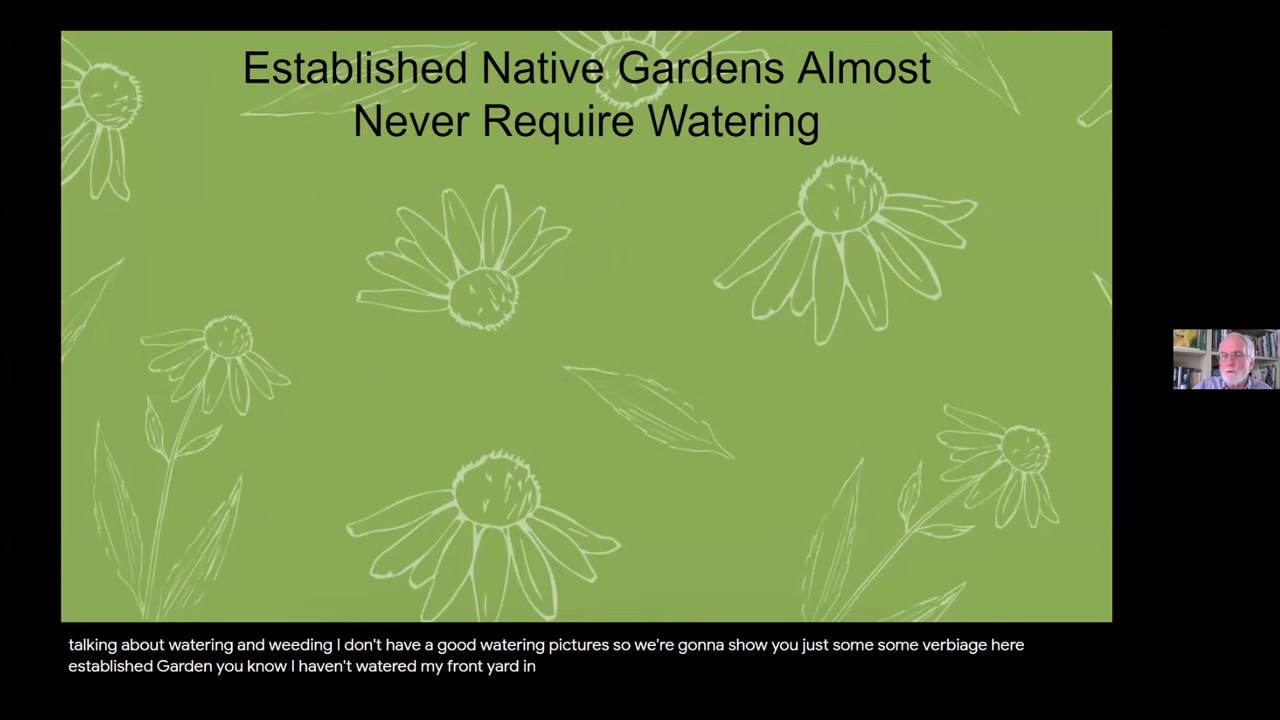 Established Native Gardens Almost
Never Require Watering
talking about watering and weeding I don't have a good watering pictures so we're gonna show you just some some verbiage here
established Garden you know I haven't watered my front yard in